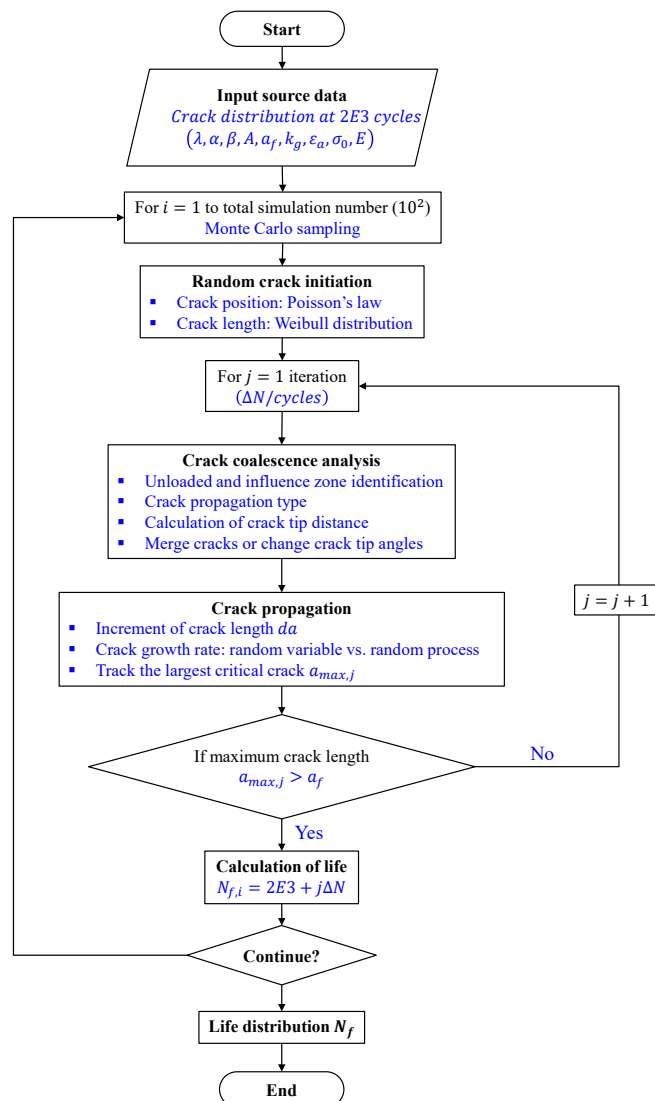 Start
Input source data
Crack distribution at 2E3 cycles
(λ, α, β, A, a_f, k_g, ε_a, σ_0, E)
For i = 1 to total simulation number (10²)
Monte Carlo sampling
Random crack initiation
▪ Crack position: Poisson's law
▪ Crack length: Weibull distribution
For j = 1 iteration
(ΔN/cycles)
Crack coalescence analysis
▪ Unloaded and influence zone identification
▪ Crack propagation type
▪ Calculation of crack tip distance
▪ Merge cracks or change crack tip angles
j = j + 1
Crack propagation
▪ Increment of crack length da
▪ Crack growth rate: random variable vs. random process
▪ Track the largest critical crack a_max,j
If maximum crack length
a_max,j > a_f
No
Yes
Calculation of life
N_f,i = 2E3 + jΔN
Continue?
Life distribution N_f
End